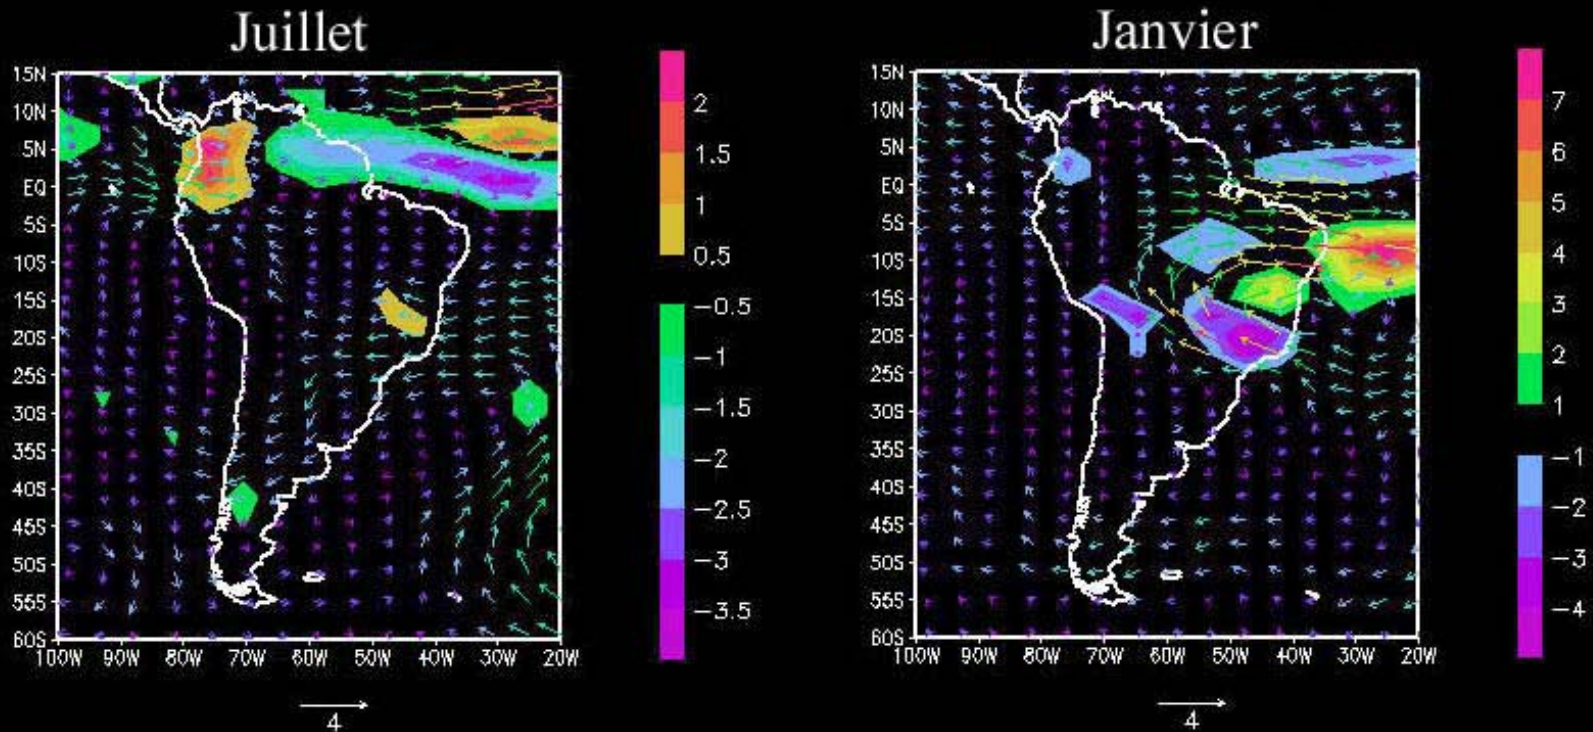 Juillet
15N
10N
5N
EQ
5S
10S
15S
20S
25S
30S
35S
40S
45S
50S
55S
60S
100W 90W 80W 70W 60W 50W 40W 30W 20W
4
2
1.5
1
0.5
−0.5
−1
−1.5
−2
−2.5
−3
−3.5
Janvier
15N
10N
5N
EQ
5S
10S
15S
20S
25S
30S
35S
40S
45S
50S
55S
60S
100W 90W 80W 70W 60W 50W 40W 30W 20W
4
7
6
5
4
3
2
1
−1
−2
−3
−4